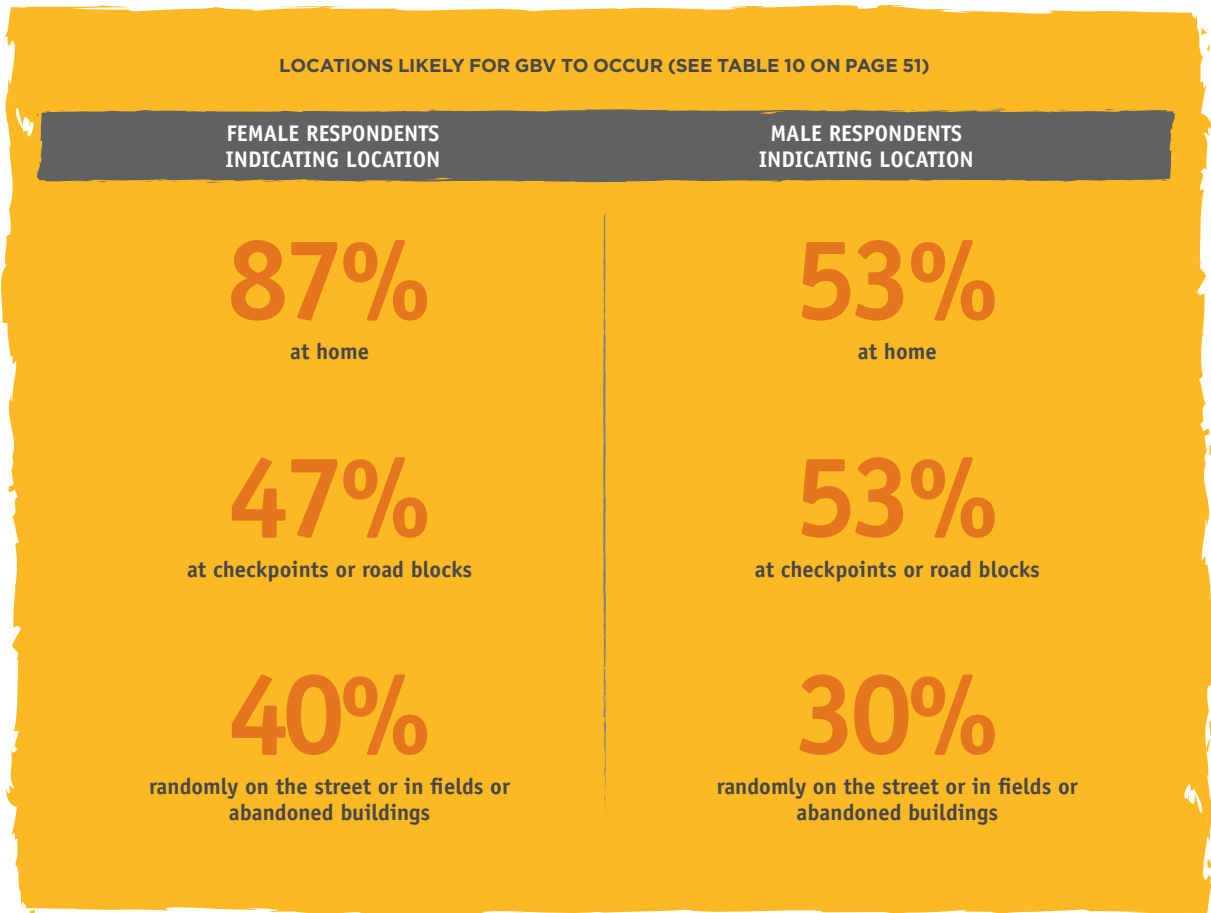 LOCATIONS LIKELY FOR GBV TO OCCUR (SEE TABLE 10 ON PAGE 51)
FEMALE RESPONDENTS
INDICATING LOCATION
MALE RESPONDENTS
INDICATING LOCATION
87%
at home
53%
at home
47%
at checkpoints or road blocks
53%
at checkpoints or road blocks
40%
randomly on the street or in fields or
abandoned buildings
30%
randomly on the street or in fields or
abandoned buildings